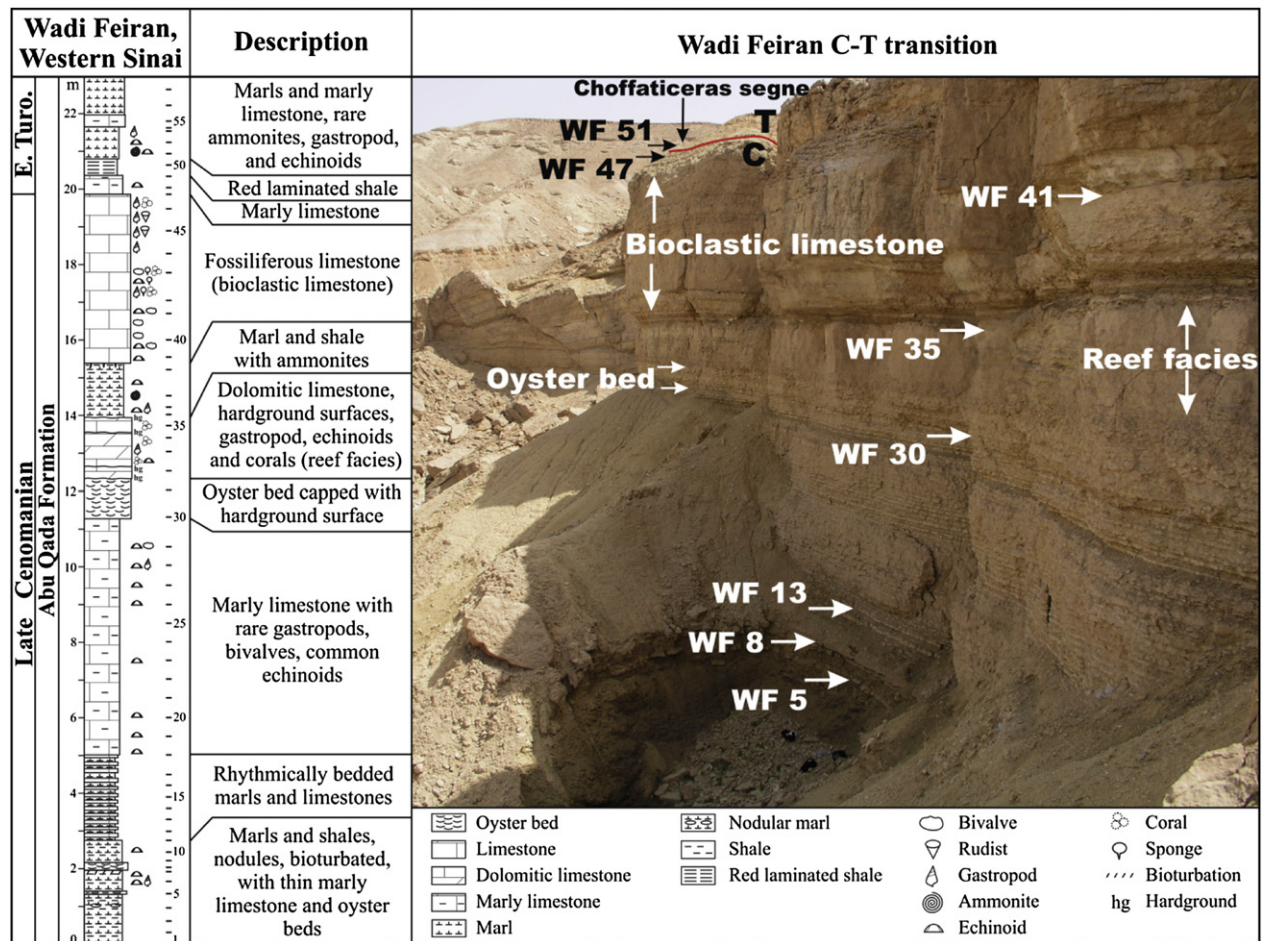 Wadi Feiran,
Western Sinai
Description
Wadi Feiran C-T transition
E. Turo.
Late Cenomanian
Abu Qada Formation
m
22
20
18
16
14
12
10
8
6
4
2
0
55
50
45
40
35
30
25
20
15
10
5
1
hg
hg
hg
hg
Marls and marly
limestone, rare
ammonites, gastropod,
and echinoids
Red laminated shale
Marly limestone
Fossiliferous limestone
(bioclastic limestone)
Marl and shale
with ammonites
Dolomitic limestone,
hardground surfaces,
gastropod, echinoids
and corals (reef facies)
Oyster bed capped with
hardground surface
Marly limestone with
rare gastropods,
bivalves, common
echinoids
Rhythmically bedded
marls and limestones
Marls and shales,
nodules, bioturbated,
with thin marly
limestone and oyster
beds
Choffaticeras segne
WF 51
T
C
WF 47
WF 41
Bioclastic limestone
WF 35
Reef facies
Oyster bed
WF 30
WF 13
WF 8
WF 5
Oyster bed
Limestone
Dolomitic limestone
Marly limestone
Marl
Nodular marl
Shale
Red laminated shale
Bivalve
Rudist
Gastropod
Ammonite
Echinoid
Coral
Sponge
Bioturbation
hg Hardground